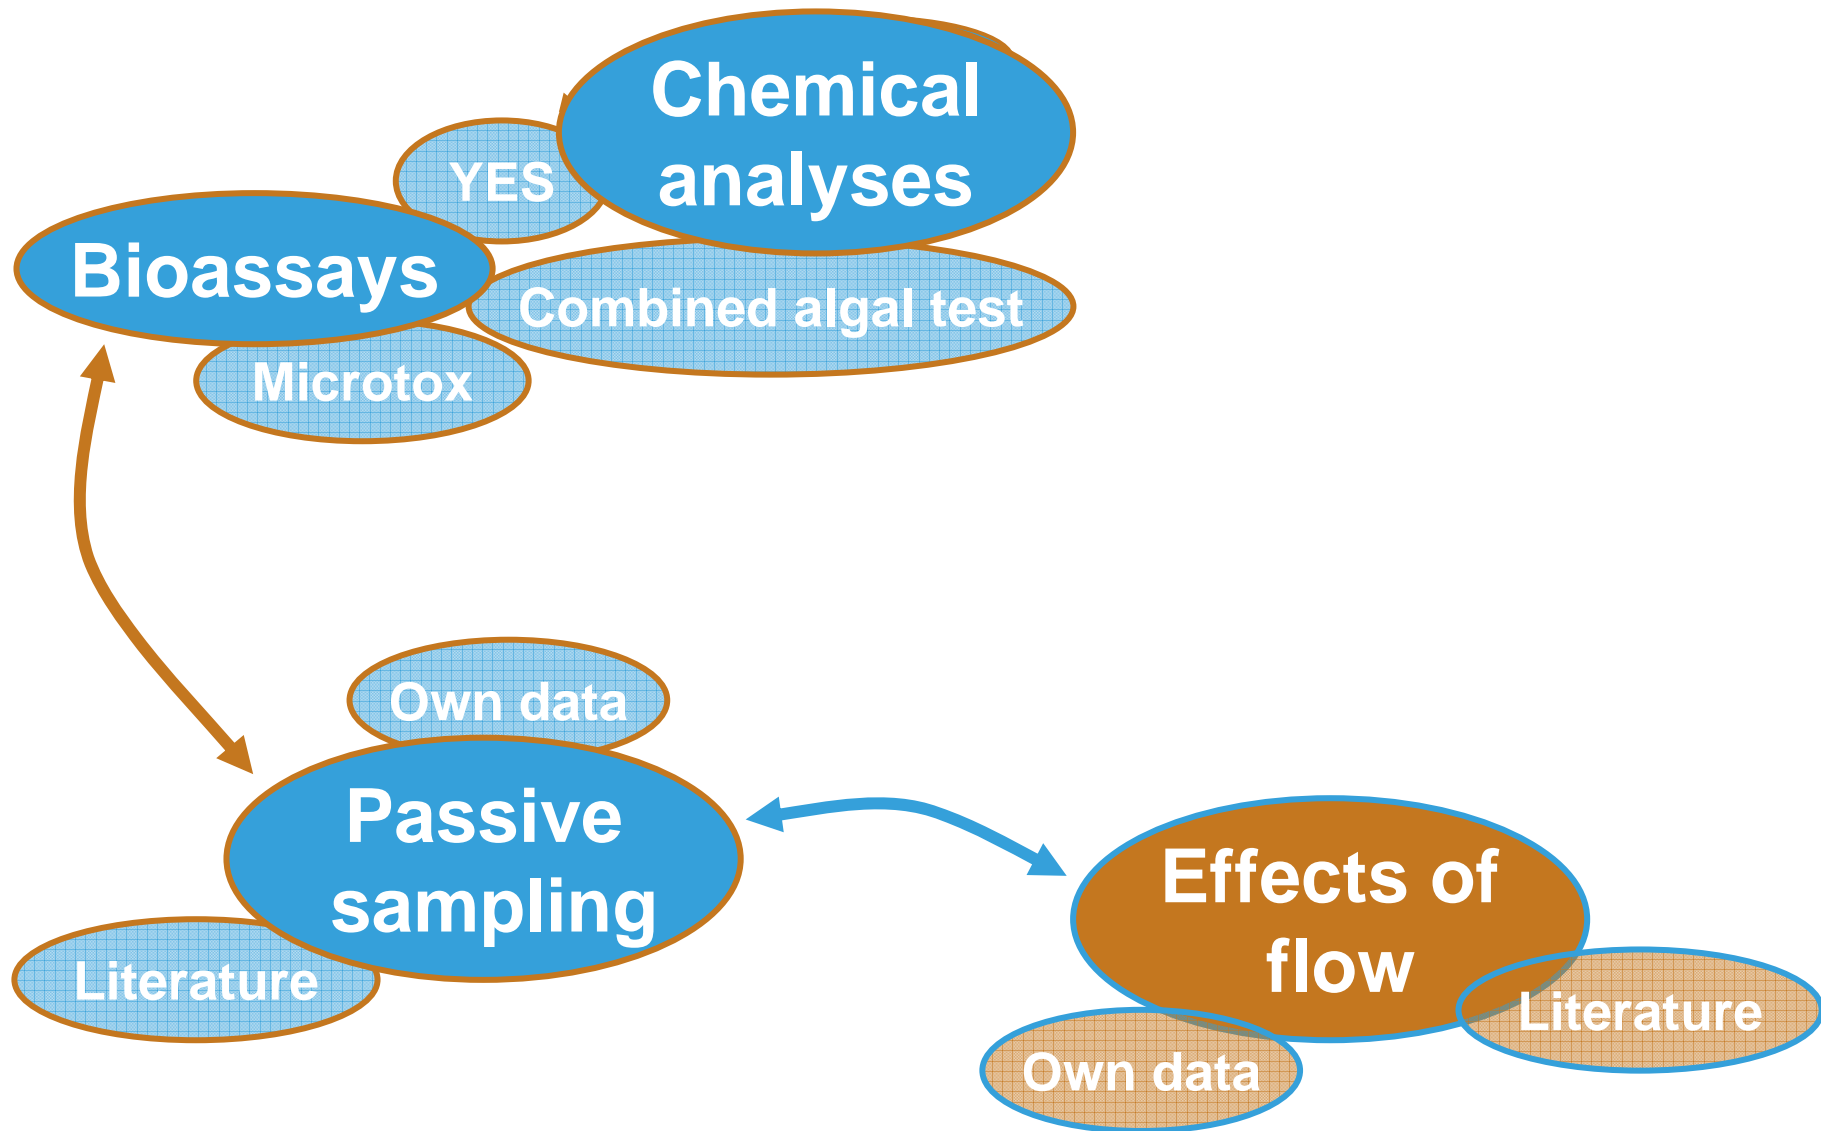 Chemical
analyses
YES
Bioassays
Combined algal test
Microtox
Own data
Passive
sampling
Literature
Effects of
flow
Literature
Own data